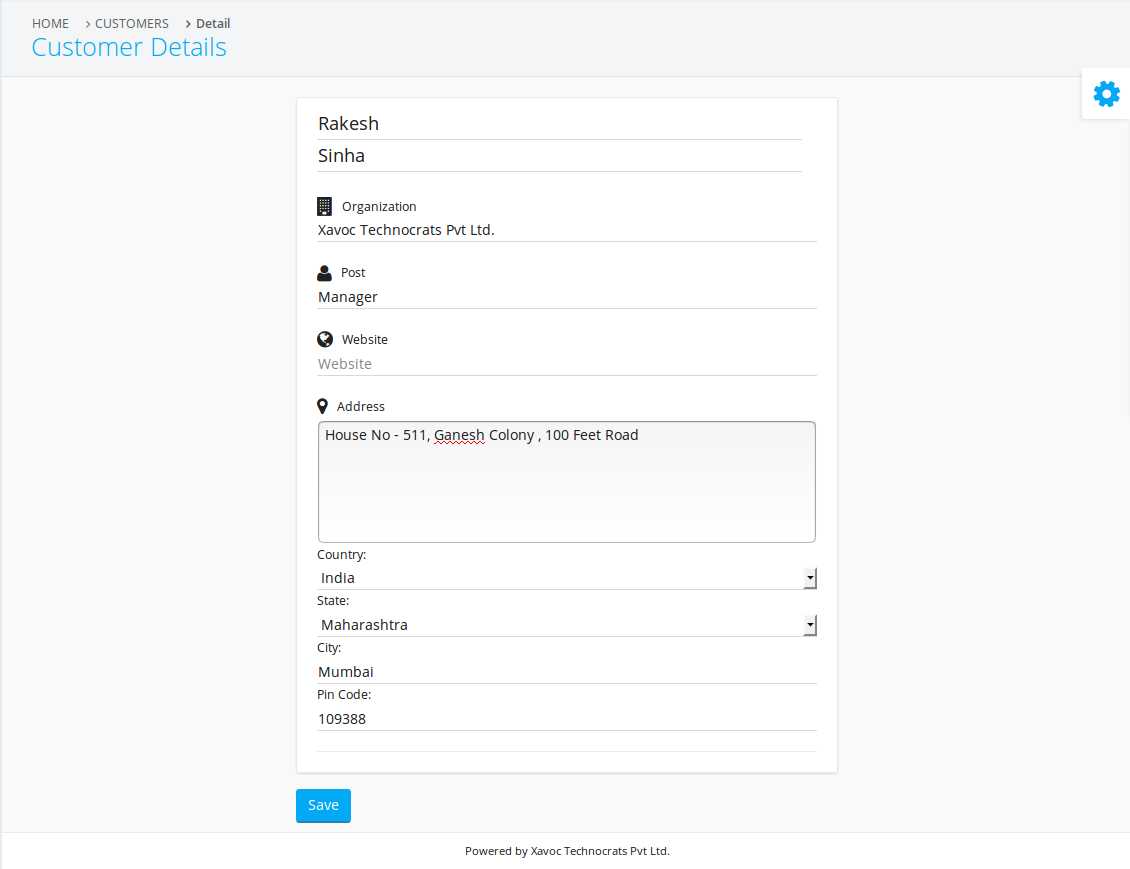 HOME > CUSTOMERS > Detail
Customer Details
Rakesh
Sinha
Organization
Xavoc Technocrats Pvt Ltd.
Post
Manager
Website
Website
Address
House No - 511, Ganesh Colony , 100 Feet Road
Country:
India
State:
Maharashtra
City:
Mumbai
Pin Code:
109388
Save
Powered by Xavoc Technocrats Pvt Ltd.